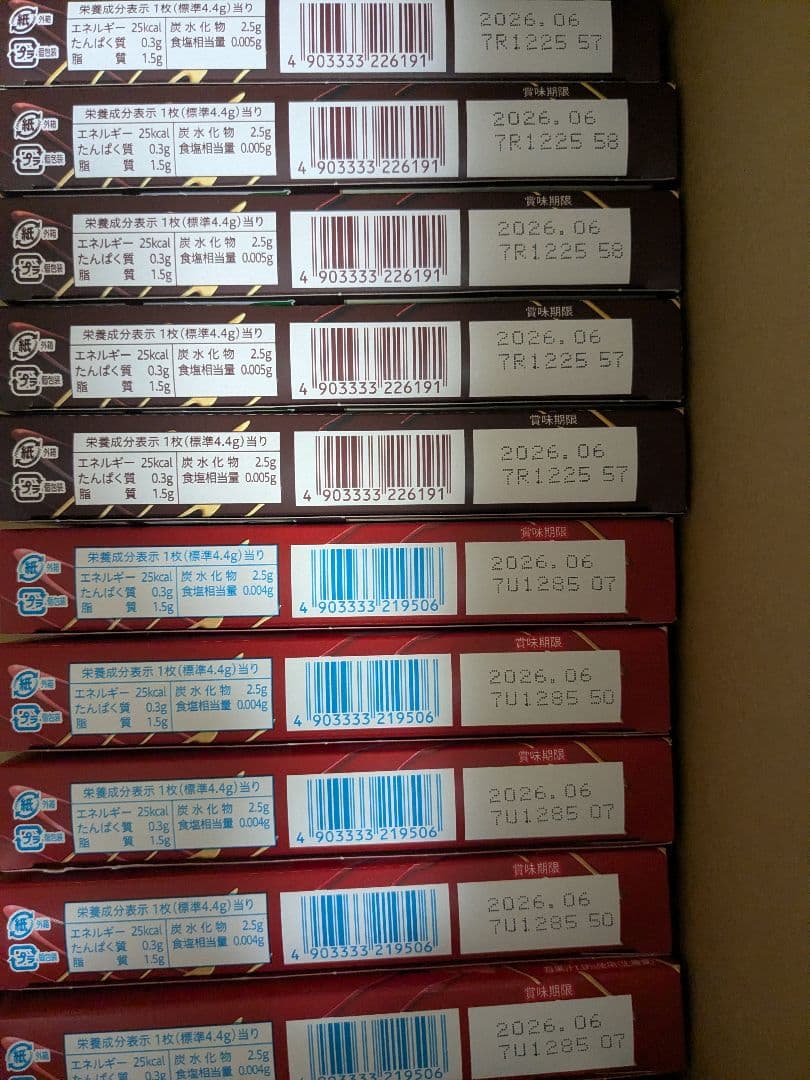 紙 外箱
プラ 個包装
栄養成分表示 1枚(標準4.4g)当り
エネルギー 25kcal 炭水化物 2.5g
たんぱく質 0.3g 食塩相当量 0.005g
脂質 1.5g
4 903333 226191
2026.06
7R1225 57
紙 外箱
プラ 個包装
栄養成分表示 1枚(標準4.4g)当り
エネルギー 25kcal 炭水化物 2.5g
たんぱく質 0.3g 食塩相当量 0.005g
脂質 1.5g
4 903333 226191
賞味期限
2026.06
7R1225 58
紙 外箱
プラ 個包装
栄養成分表示 1枚(標準4.4g)当り
エネルギー 25kcal 炭水化物 2.5g
たんぱく質 0.3g 食塩相当量 0.005g
脂質 1.5g
4 903333 226191
賞味期限
2026.06
7R1225 58
紙 外箱
プラ 個包装
栄養成分表示 1枚(標準4.4g)当り
エネルギー 25kcal 炭水化物 2.5g
たんぱく質 0.3g 食塩相当量 0.005g
脂質 1.5g
4 903333 226191
賞味期限
2026.06
7R1225 57
紙 外箱
プラ 個包装
栄養成分表示 1枚(標準4.4g)当り
エネルギー 25kcal 炭水化物 2.5g
たんぱく質 0.3g 食塩相当量 0.005g
脂質 1.5g
4 903333 226191
賞味期限
2026.06
7R1225 57
紙 外箱
プラ 個包装
栄養成分表示 1枚(標準4.4g)当り
エネルギー 25kcal 炭水化物 2.5g
たんぱく質 0.3g 食塩相当量 0.004g
脂質 1.5g
4 903333 219506
賞味期限
2026.06
7U1285 07
紙 外箱
プラ 個包装
栄養成分表示 1枚(標準4.4g)当り
エネルギー 25kcal 炭水化物 2.5g
たんぱく質 0.3g 食塩相当量 0.004g
脂質 1.5g
4 903333 219506
賞味期限
2026.06
7U1285 50
紙 外箱
プラ 個包装
栄養成分表示 1枚(標準4.4g)当り
エネルギー 25kcal 炭水化物 2.5g
たんぱく質 0.3g 食塩相当量 0.004g
脂質 1.5g
4 903333 219506
賞味期限
2026.06
7U1285 07
紙 外箱
プラ 個包装
栄養成分表示 1枚(標準4.4g)当り
エネルギー 25kcal 炭水化物 2.5g
たんぱく質 0.3g 食塩相当量 0.004g
脂質 1.5g
4 903333 219506
賞味期限
2026.06
7U1285 50
紙 外箱
栄養成分表示 1枚(標準4.4g)当り
エネルギー 25kcal 炭水化物 2.5g
たんぱく質 0.3g 食塩相当量 0.004g
4 903333 219506
賞味期限
2026.06
7U1285 07